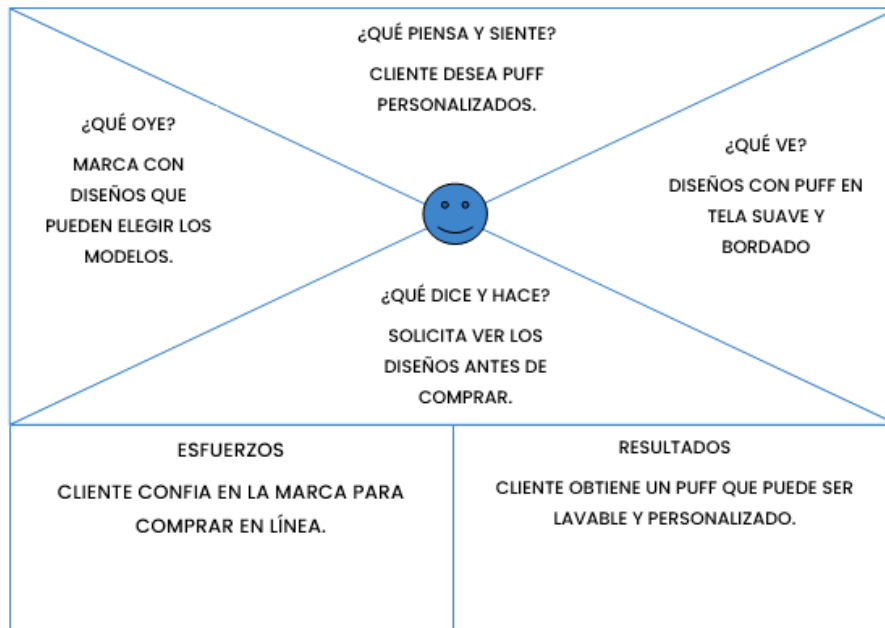 ¿QUÉ PIENSA Y SIENTE?
CLIENTE DESEA PUFF
PERSONALIZADOS.
¿QUÉ OYE?
MARCA CON
DISEÑOS QUE
PUEDEN ELEGIR LOS
MODELOS.
¿QUÉ VE?
DISEÑOS CON PUFF EN
TELA SUAVE Y
BORDADO
¿QUÉ DICE Y HACE?
SOLICITA VER LOS
DISEÑOS ANTES DE
COMPRAR.
ESFUERZOS
CLIENTE CONFIA EN LA MARCA PARA
COMPRAR EN LÍNEA.
RESULTADOS
CLIENTE OBTIENE UN PUFF QUE PUEDE SER
LAVABLE Y PERSONALIZADO.